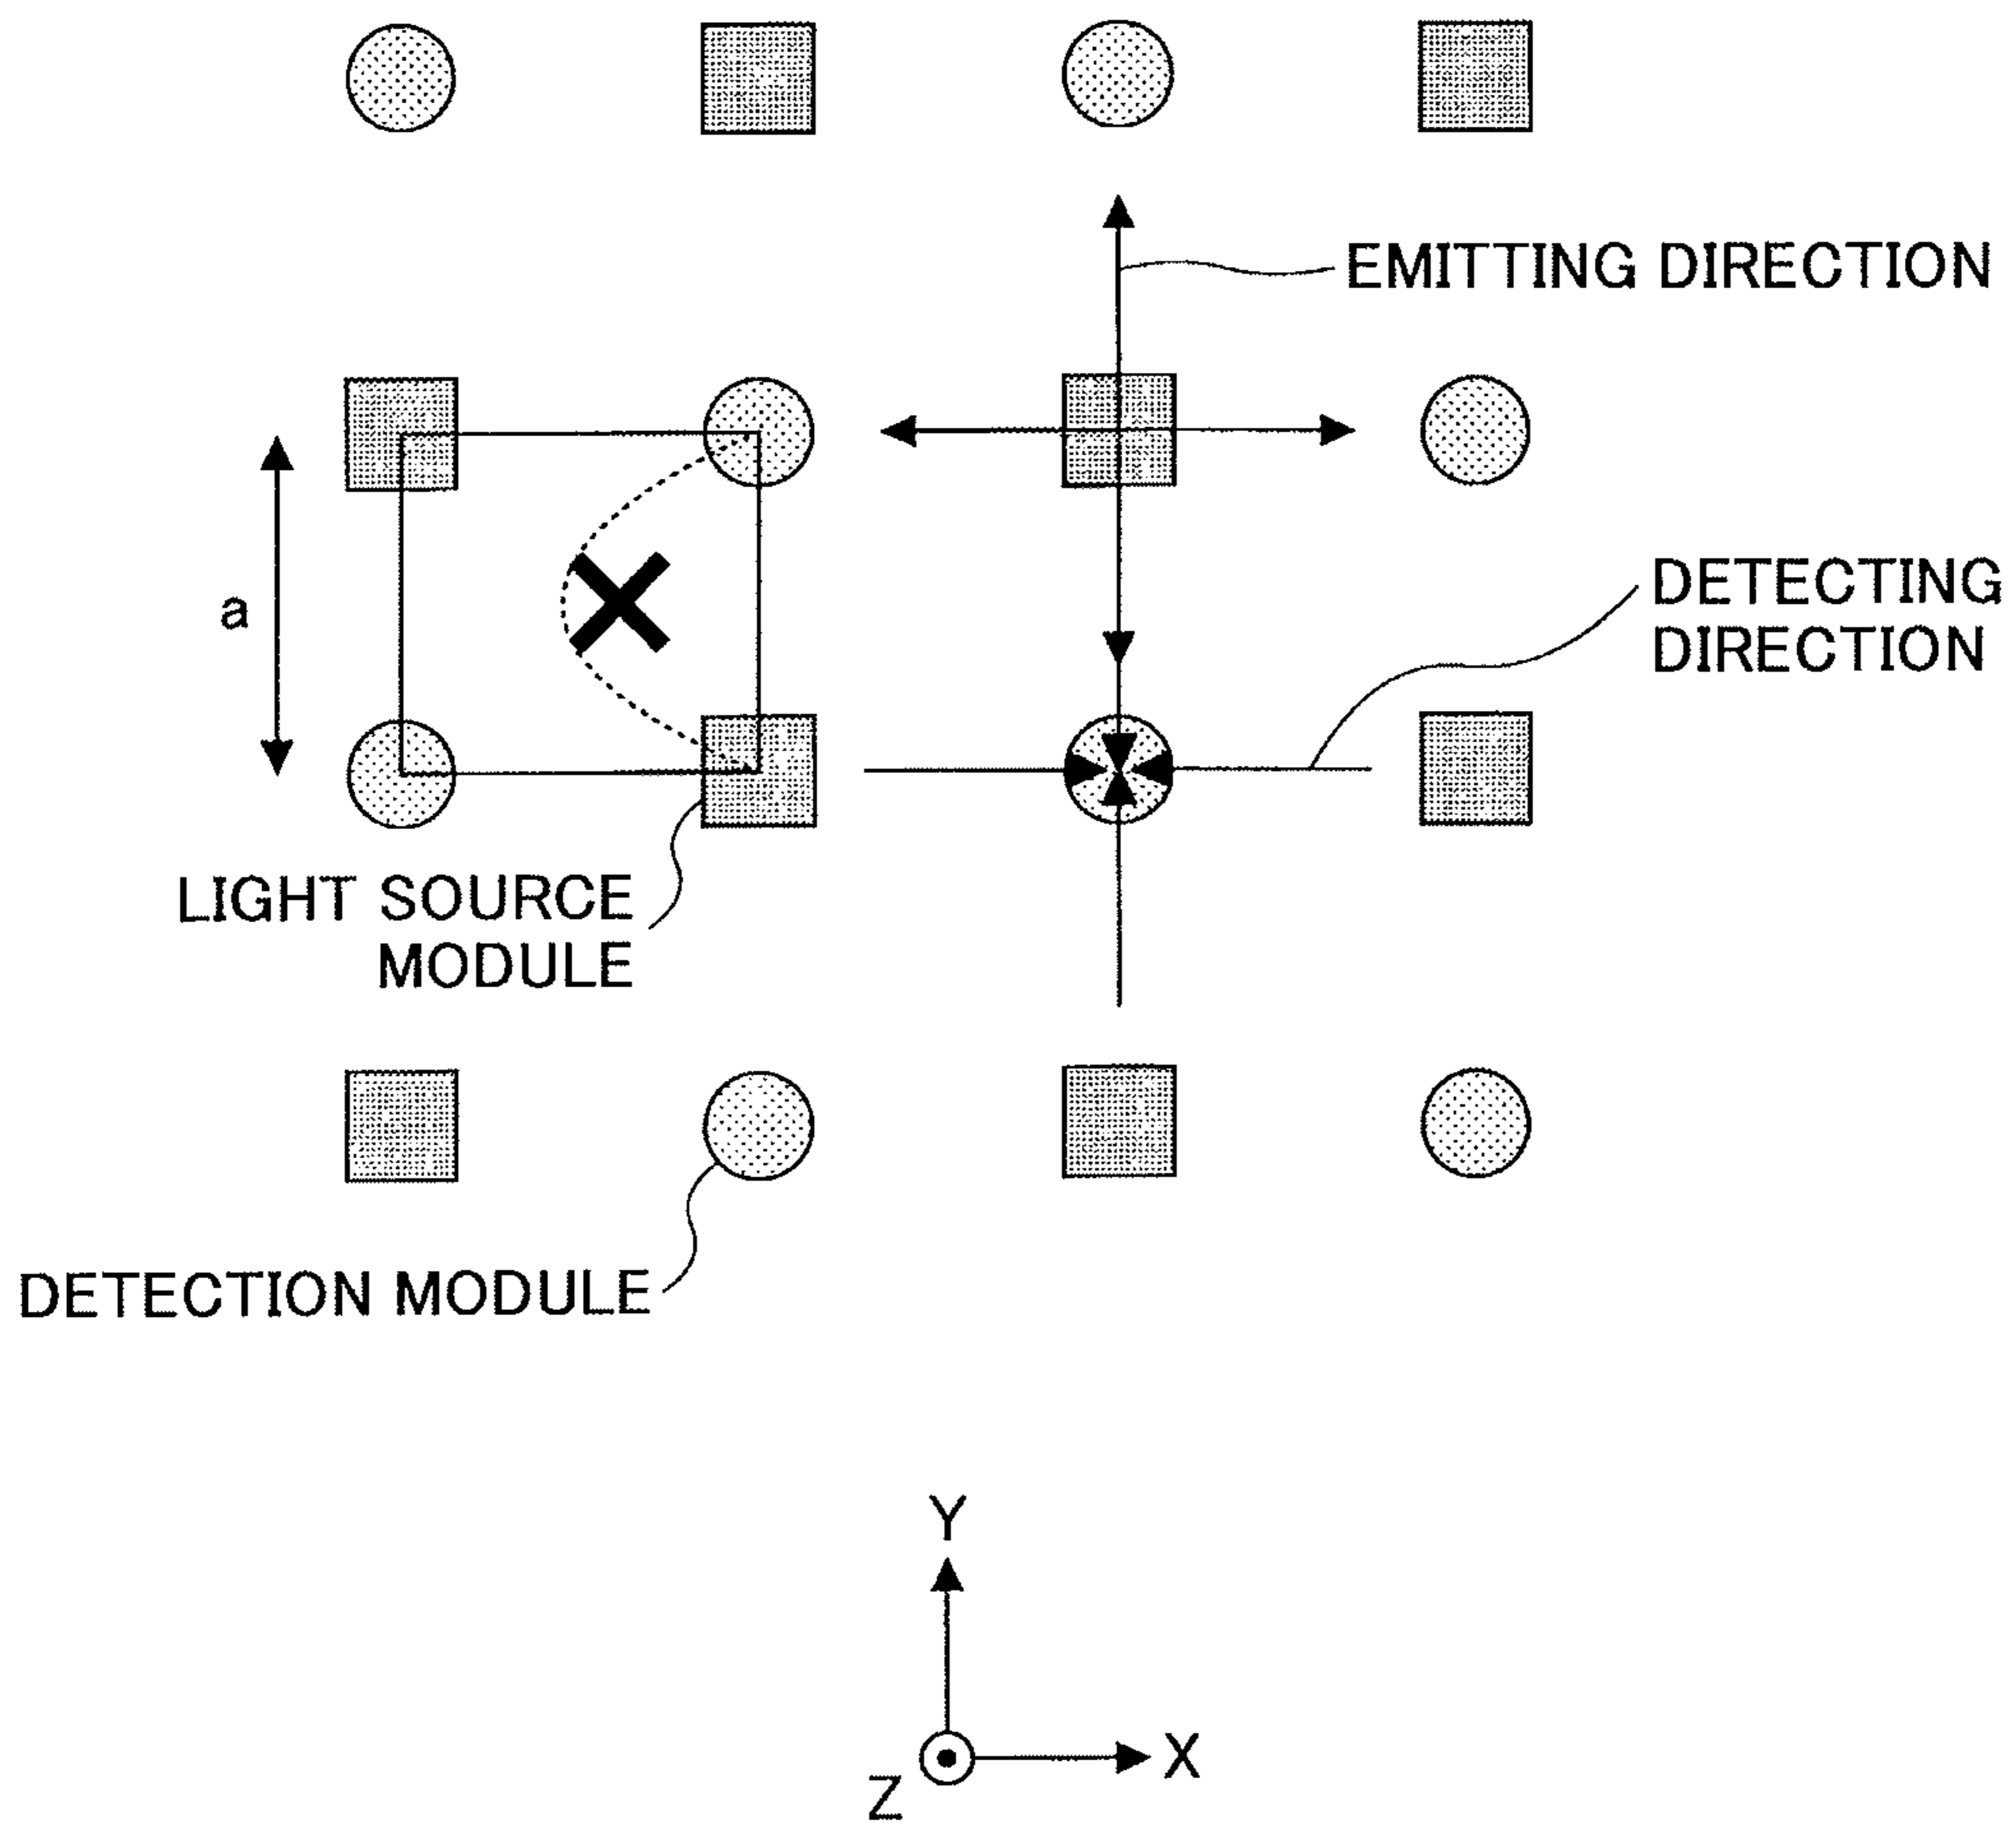 EMITTING DIRECTION
DETECTING
DIRECTION
a
LIGHT SOURCE
MODULE
DETECTION MODULE
Y
X
Z